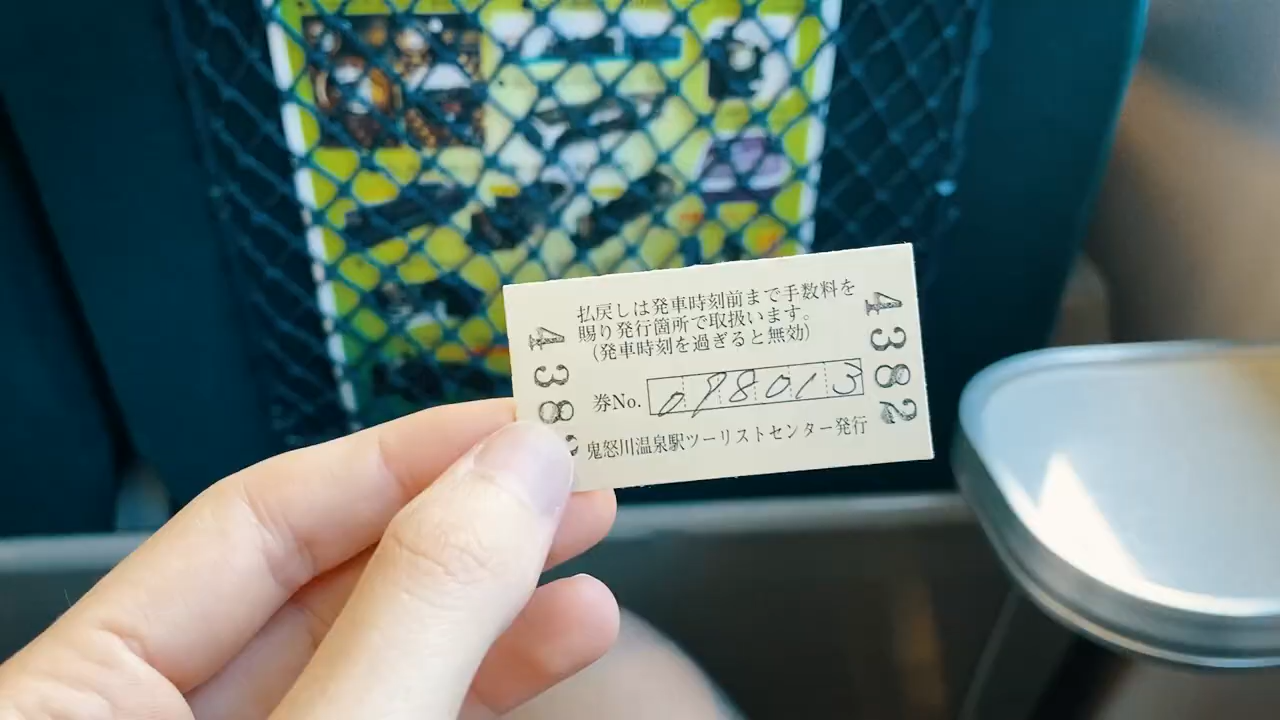 払戻しは発車時刻前まで手数料を
賜り発行箇所で取扱います。
(発車時刻を過ぎると無効)
券No. 098013
鬼怒川温泉駅ツーリストセンター発行
438
4382